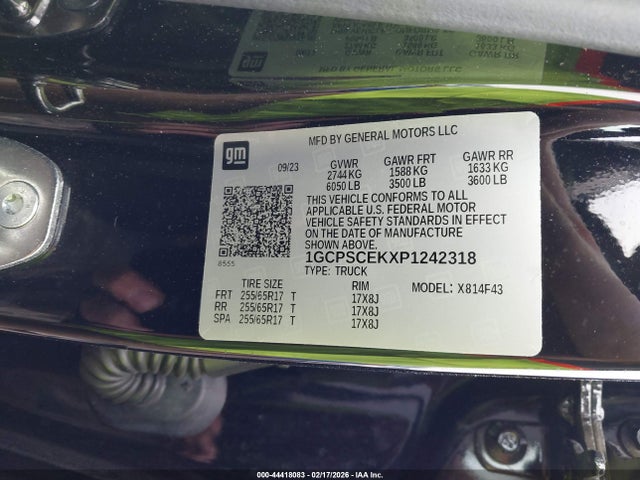 MFD BY GENERAL MOTORS LLC
gm
09/23
GVWR GAWR FRT GAWR RR
2744 KG 1588 KG 1633 KG
6050 LB 3500 LB 3600 LB
THIS VEHICLE CONFORMS TO ALL
APPLICABLE U.S. FEDERAL MOTOR
VEHICLE SAFETY STANDARDS IN EFFECT
ON THE DATE OF MANUFACTURE
SHOWN ABOVE.
8555
1GCPSCEKXP1242318
TYPE: TRUCK
TIRE SIZE RIM MODEL: X814F43
FRT 255/65R17 T 17X8J
RR 255/65R17 T 17X8J
SPA 255/65R17 T 17X8J
000-44418083 - 02/17/2026 - IAA Inc.